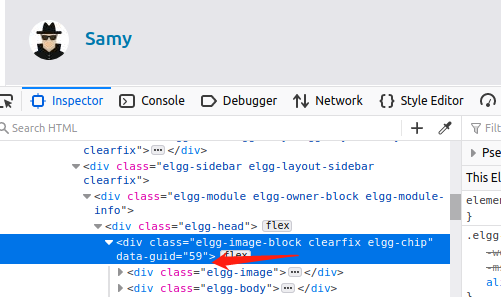 Samy
Inspector Console Debugger Network Style Editor
Search HTML + Filt
clearfix"> ... </div> Pse
<div class="elgg-sidebar elgg-layout-sidebar This El
clearfix"> elemen
<div class="elgg-module elgg-owner-block elgg-module- }
info"> .elgg-
<div class="elgg-head"> flex
<div class="elgg-image-block clearfix elgg-chip"
data-guid="59"> flex ali
<div class="elgg-image"> ... </div> }
<div class="elgg-body"> ... </div>